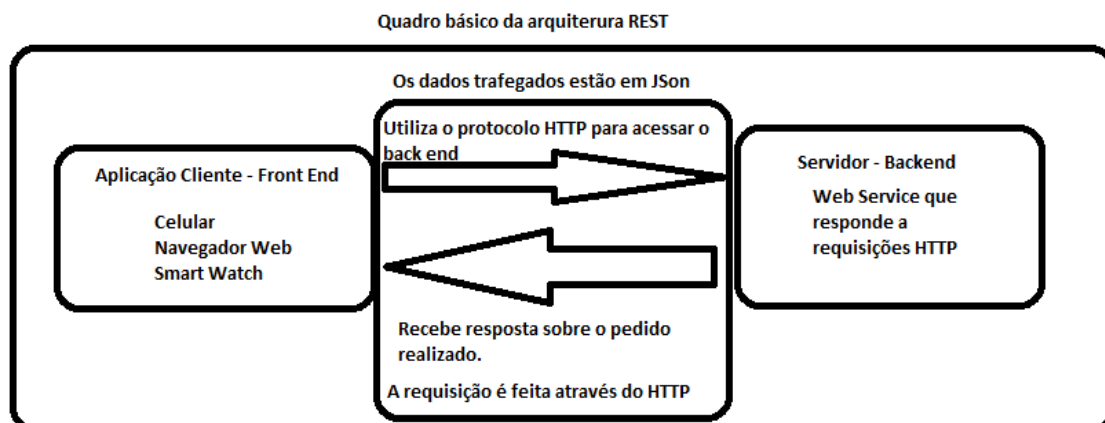 Quadro básico da arquiterura REST
Os dados trafegados estão em JSon
Utiliza o protocolo HTTP para acessar o
back end
Aplicação Cliente - Front End
Celular
Navegador Web
Smart Watch
Servidor - Backend
Web Service que
responde a
requisições HTTP
Recebe resposta sobre o pedido
realizado.
A requisição é feita através do HTTP